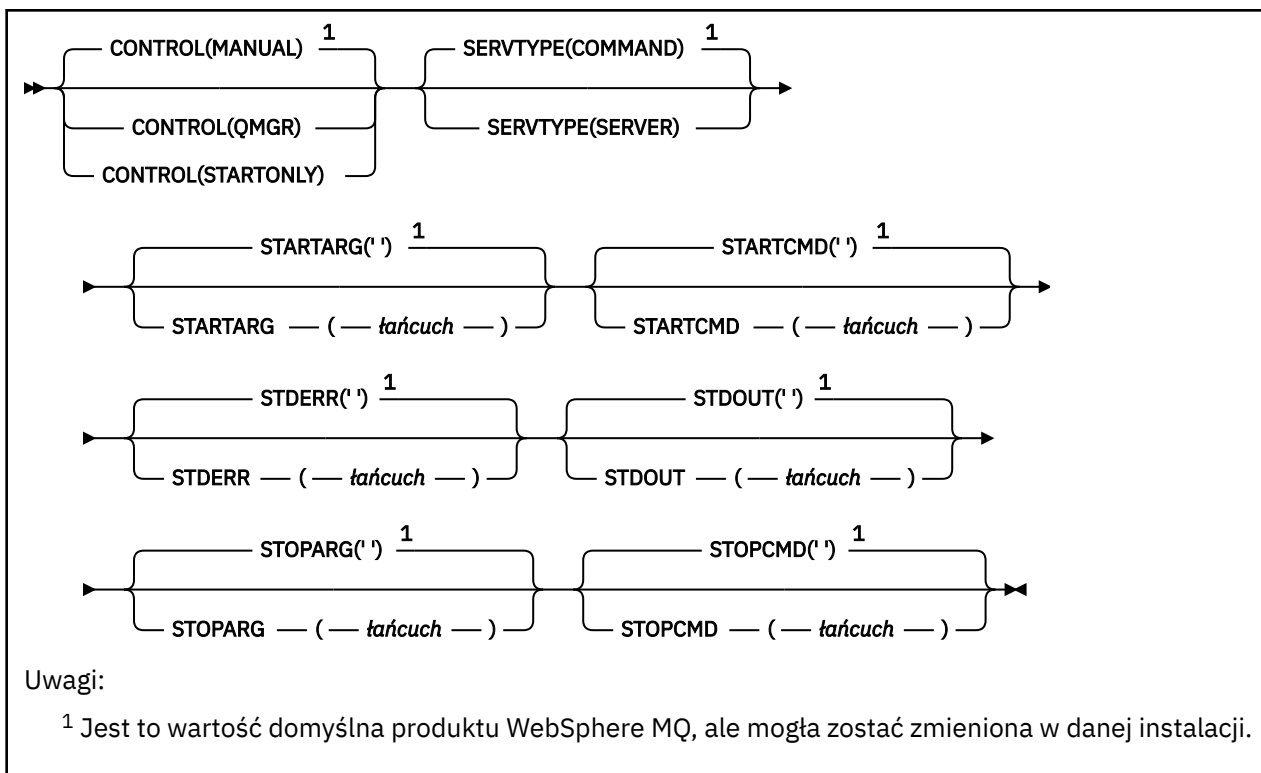 CONTROL(MANUAL) 1 SERVTYPE(COMMAND) 1
CONTROL(QMGR) SERVTYPE(SERVER)
CONTROL(STARTONLY)
STARTARG(' ') 1 STARTCMD(' ') 1
STARTARG ( łańcuch ) STARTCMD ( łańcuch )
STDERR(' ') 1 STDOUT(' ') 1
STDERR ( łańcuch ) STDOUT ( łańcuch )
STOPARG(' ') 1 STOPCMD(' ') 1
STOPARG ( łańcuch ) STOPCMD ( łańcuch )
Uwagi:
1 Jest to wartość domyślna produktu WebSphere MQ, ale mogła zostać zmieniona w danej instalacji.